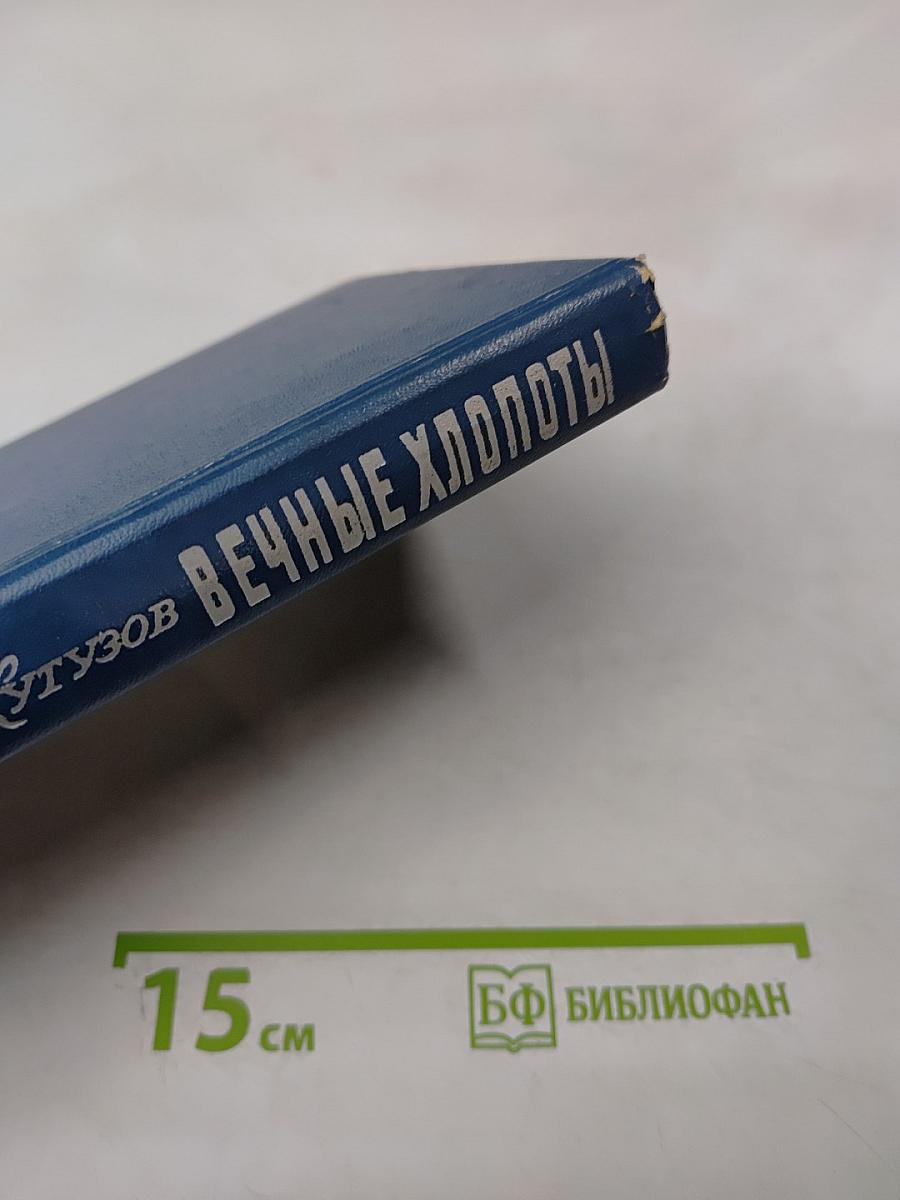 Кутузов ВЕЧНЫЕ ХЛОПОТЫ
15 см
БФ БИБЛИОФАН